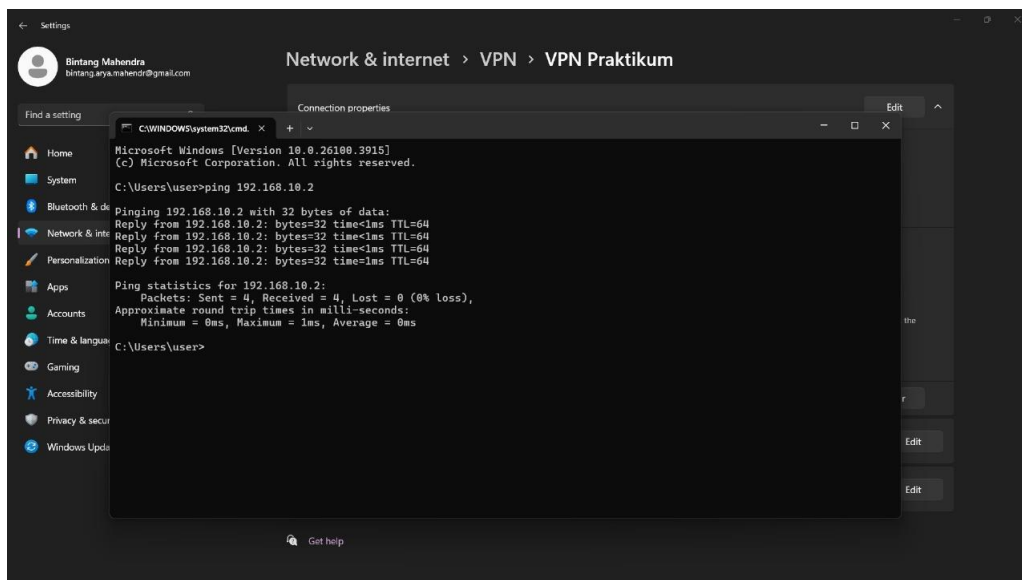 Settings
Bintang Mahendra
bintang.arya.mahendr@gmail.com
Network & internet > VPN > VPN Praktikum
Find a setting
Connection properties
Edit
C:\WINDOWS\system32\cmd.
Home
System
Bluetooth & de
Network & inte
Personalization
Apps
Accounts
Time & langua
Gaming
Accessibility
Privacy & secur
Windows Upda
Microsoft Windows [Version 10.0.26100.3915]
(c) Microsoft Corporation. All rights reserved.
C:\Users\user>ping 192.168.10.2
Pinging 192.168.10.2 with 32 bytes of data:
Reply from 192.168.10.2: bytes=32 time<1ms TTL=64
Reply from 192.168.10.2: bytes=32 time<1ms TTL=64
Reply from 192.168.10.2: bytes=32 time<1ms TTL=64
Reply from 192.168.10.2: bytes=32 time=1ms TTL=64
Ping statistics for 192.168.10.2:
Packets: Sent = 4, Received = 4, Lost = 0 (0% loss),
Approximate round trip times in milli-seconds:
Minimum = 0ms, Maximum = 1ms, Average = 0ms
C:\Users\user>
the
r
Edit
Edit
Get help